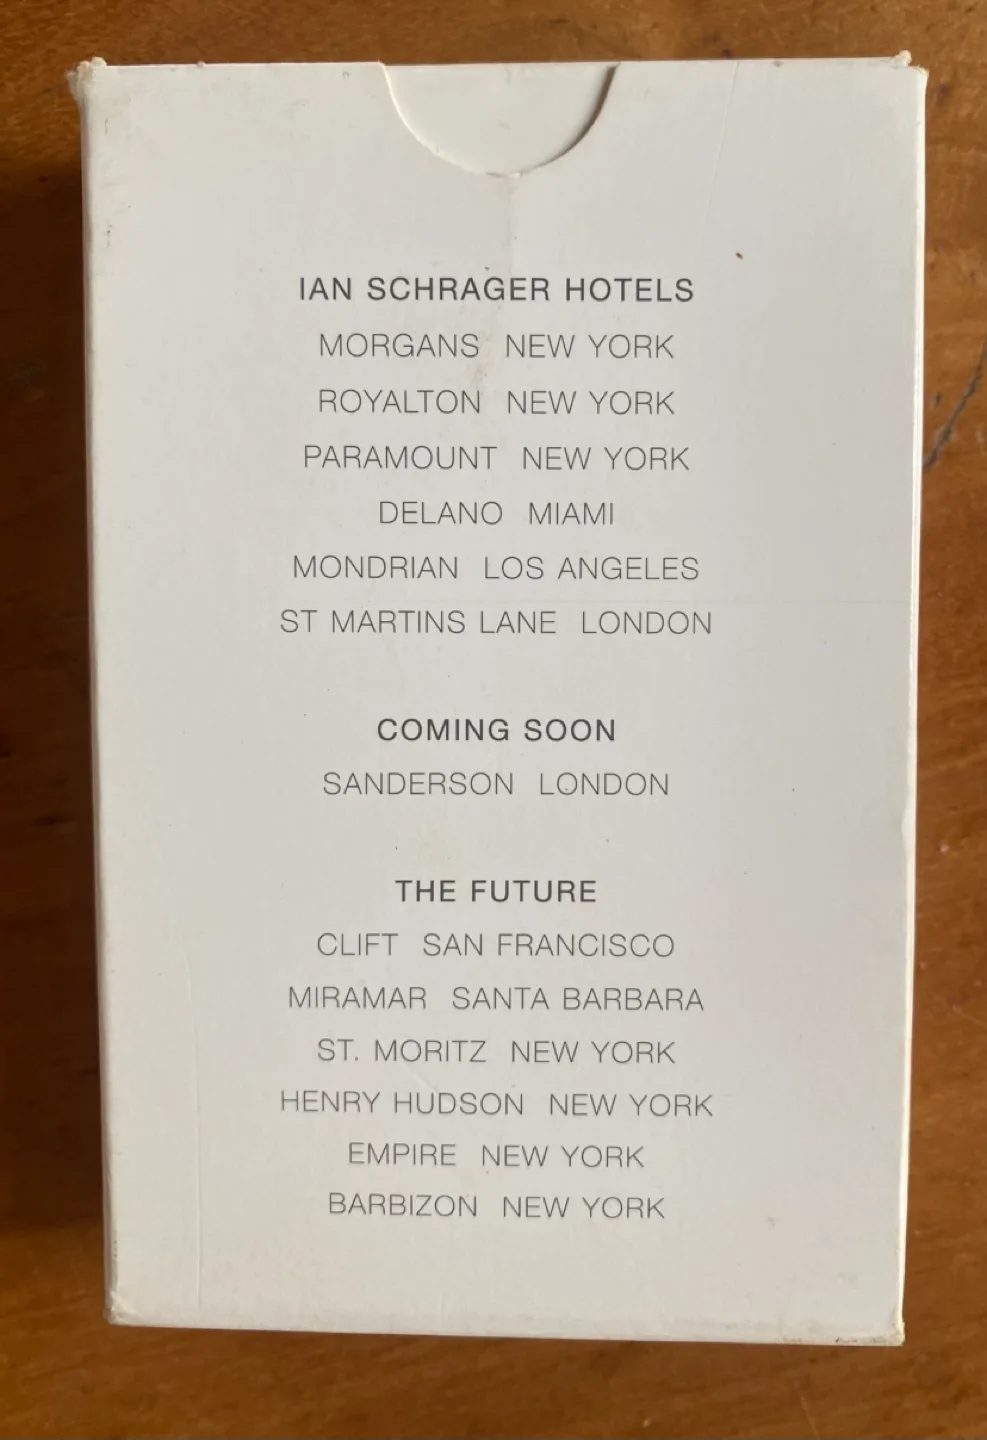 IAN SCHRAGER HOTELS
MORGANS NEW YORK
ROYALTON NEW YORK
PARAMOUNT NEW YORK
DELANO MIAMI
MONDRIAN LOS ANGELES
ST MARTINS LANE LONDON
COMING SOON
SANDERSON LONDON
THE FUTURE
CLIFT SAN FRANCISCO
MIRAMAR SANTA BARBARA
ST. MORITZ NEW YORK
HENRY HUDSON NEW YORK
EMPIRE NEW YORK
BARBIZON NEW YORK